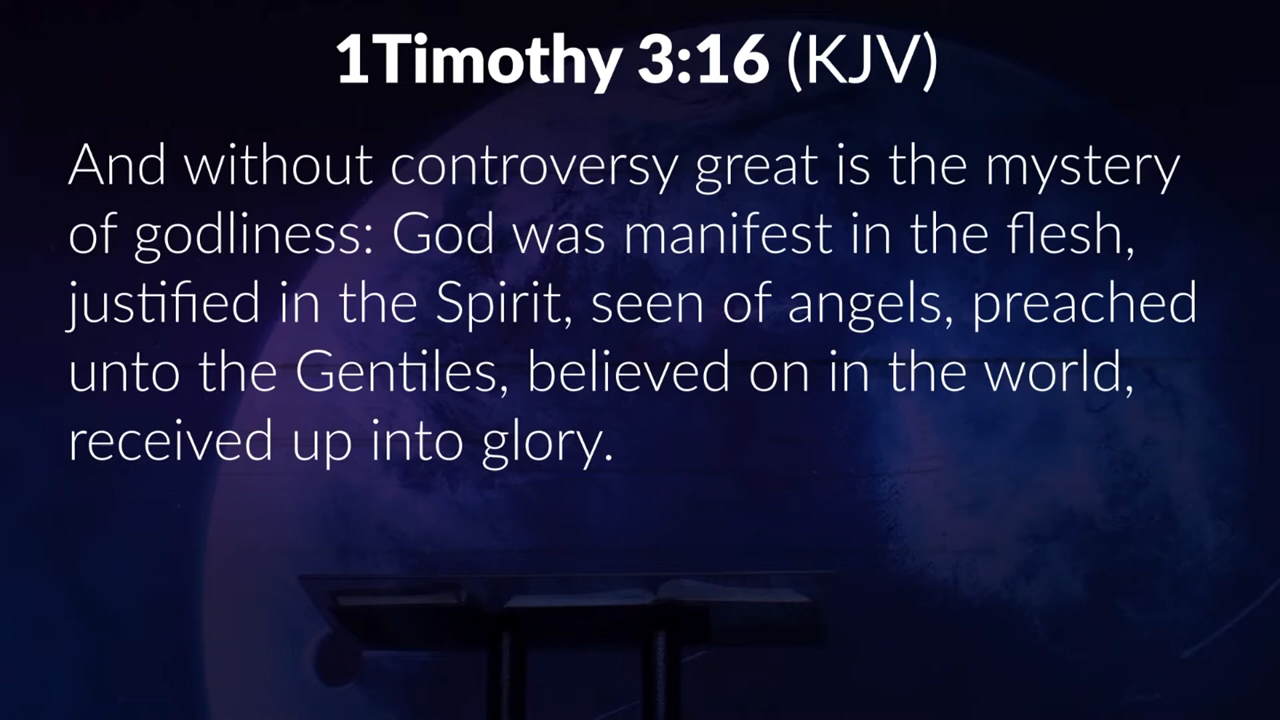 1Timothy 3:16 (KJV)
And without controversy great is the mystery
of godliness: God was manifest in the flesh,
justified in the Spirit, seen of angels, preached
unto the Gentiles, believed on in the world,
received up into glory.